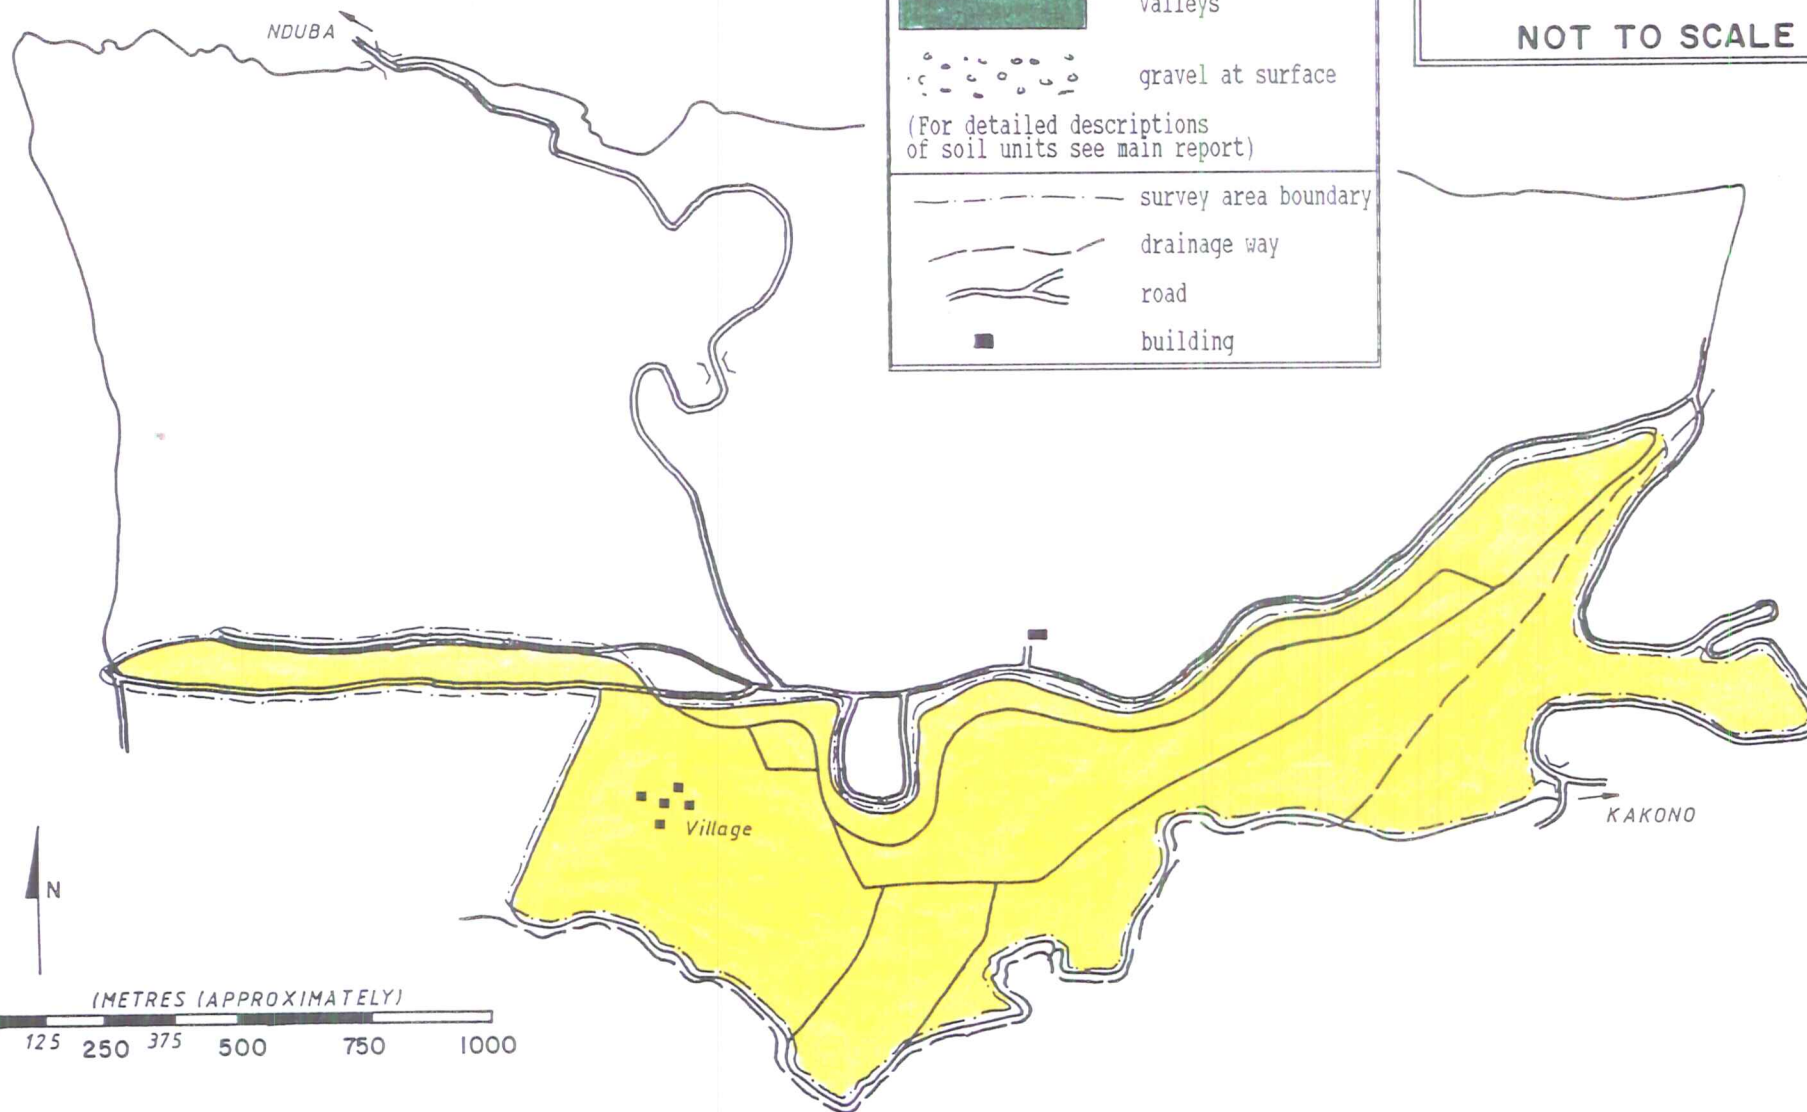 NDUBA
valleys
gravel at surface
(For detailed descriptions
of soil units see main report)
survey area boundary
drainage way
road
building
NOT TO SCALE
Village
KAKONO
N
(METRES (APPROXIMATELY)
125 250 375 500 750 1000